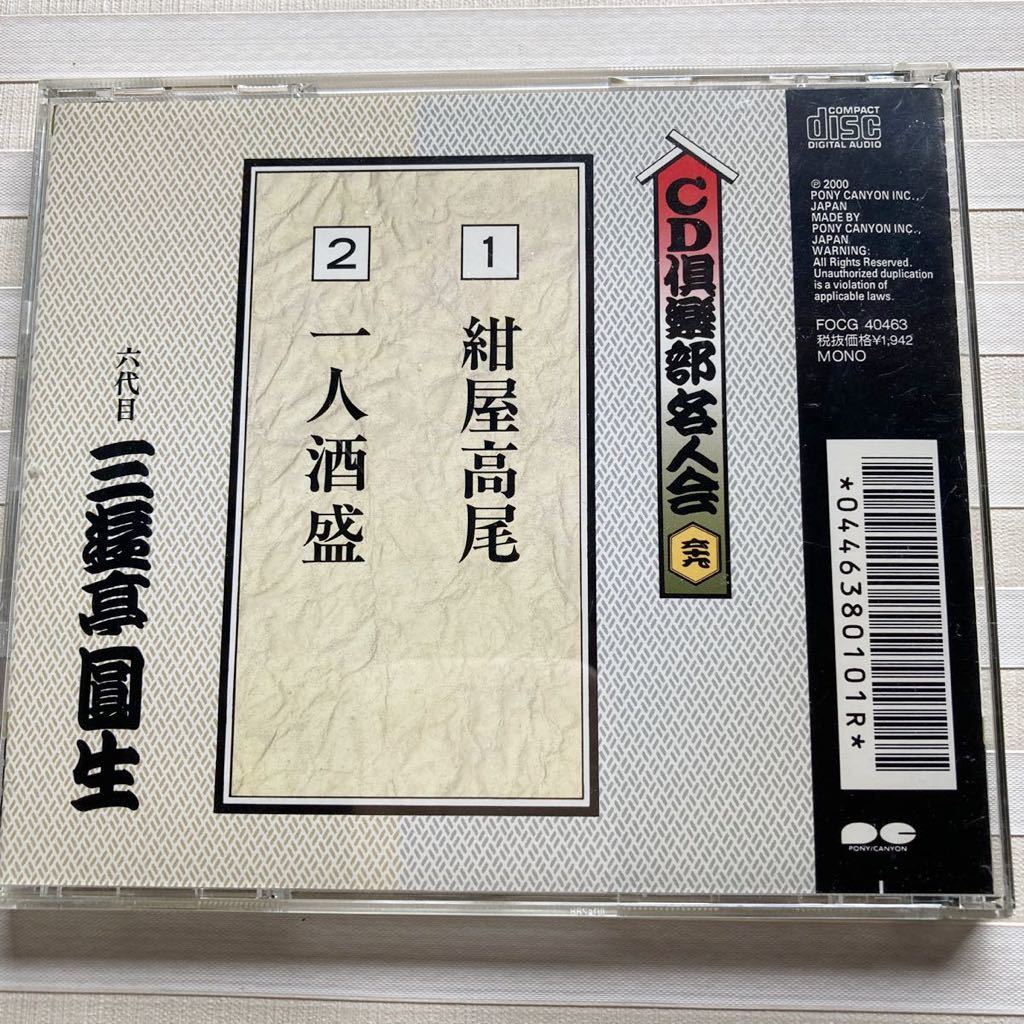 COMPACT
disc
DIGITAL AUDIO
℗ 2000
PONY CANYON INC.,
JAPAN
MADE BY
PONY CANYON INC.,
JAPAN
WARNING:
All Rights Reserved.
Unauthorized duplication
is a violation of
applicable laws.
FOCG 40463
税抜価格¥1,942
MONO
*0446380101R*
PONY/CANYON
CD倶樂部名人会
1 紺屋高尾
2 一人酒盛
六代目
三遊亭圓生